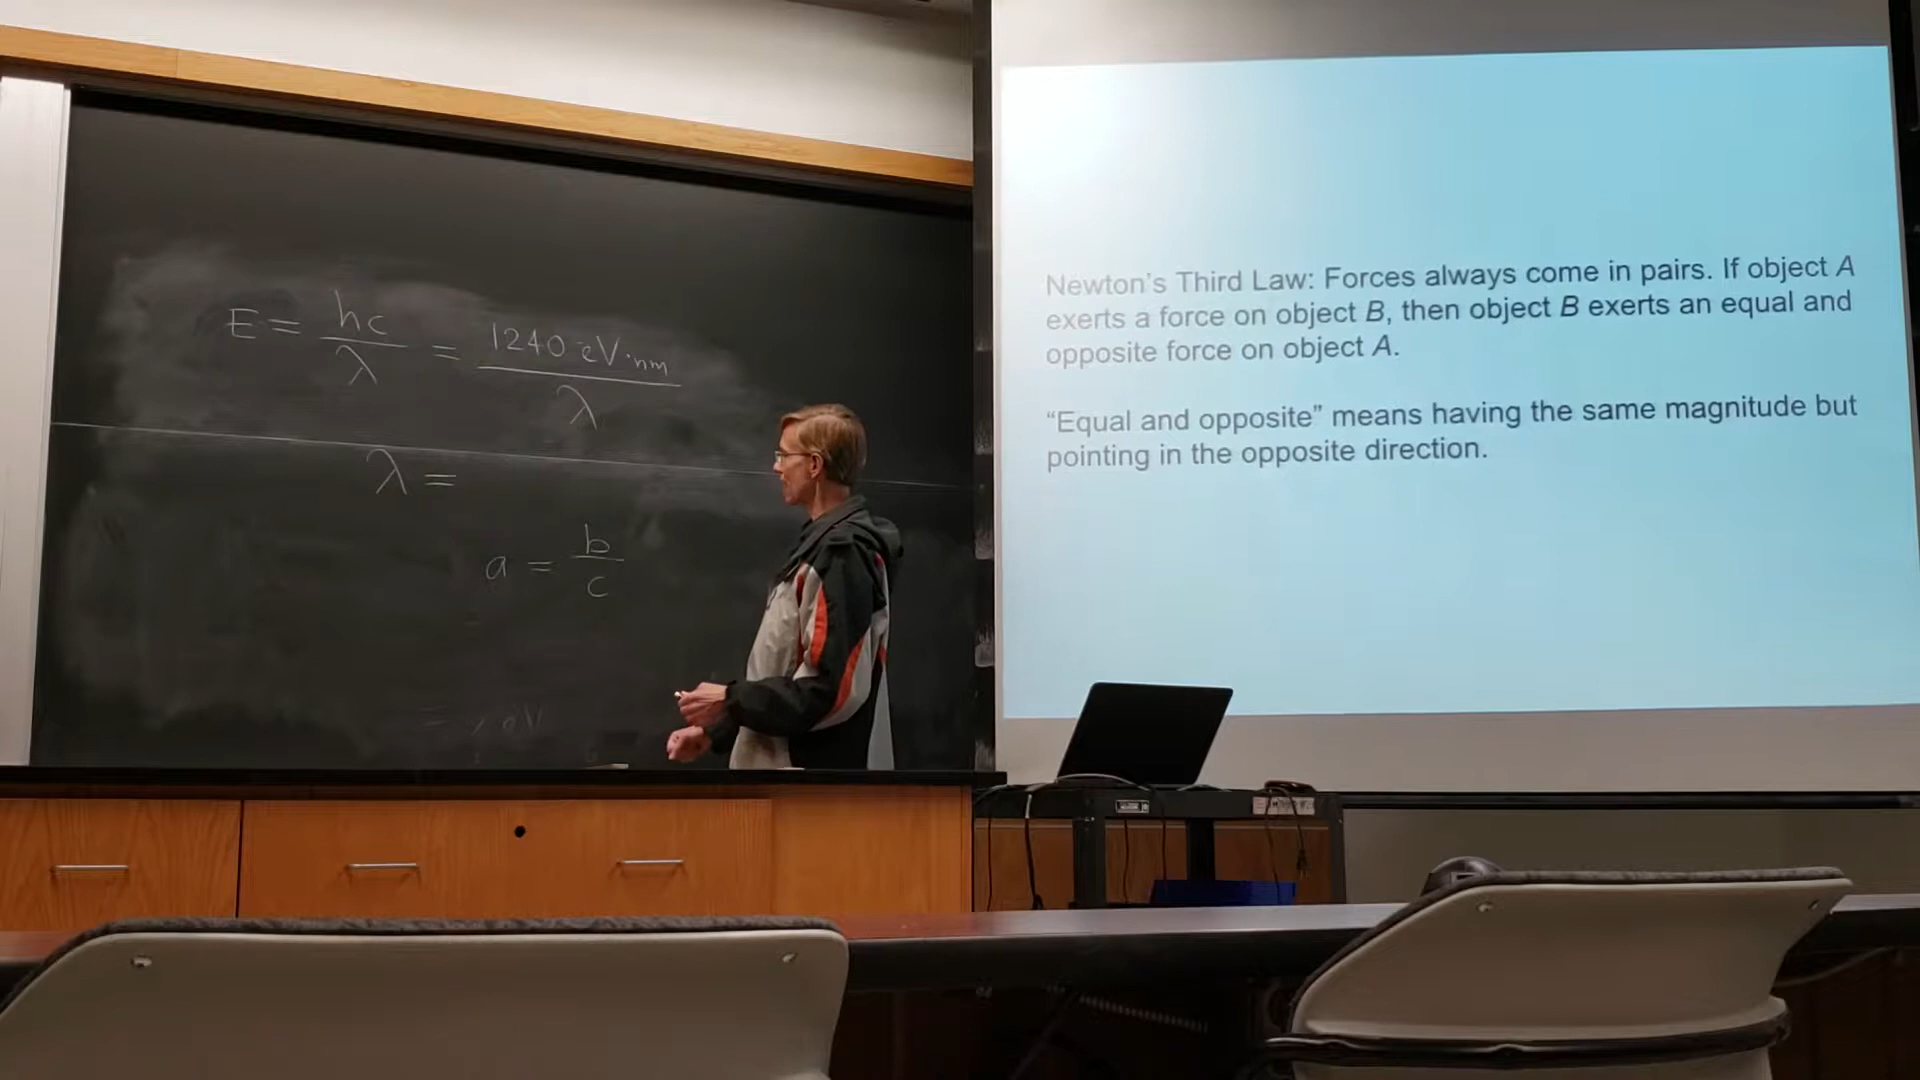 E = hc/λ = 1240 eV·nm/λ
λ =
a = b/c
Newton's Third Law: Forces always come in pairs. If object A
exerts a force on object B, then object B exerts an equal and
opposite force on object A.
“Equal and opposite” means having the same magnitude but
pointing in the opposite direction.